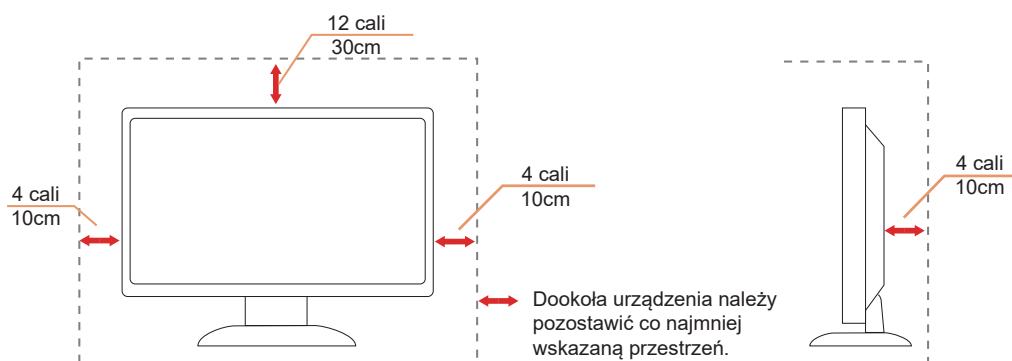 12 cali
30cm
4 cali
10cm
4 cali
10cm
4 cali
10cm
Dookoła urządzenia należy
pozostawić co najmniej
wskazaną przestrzeń.